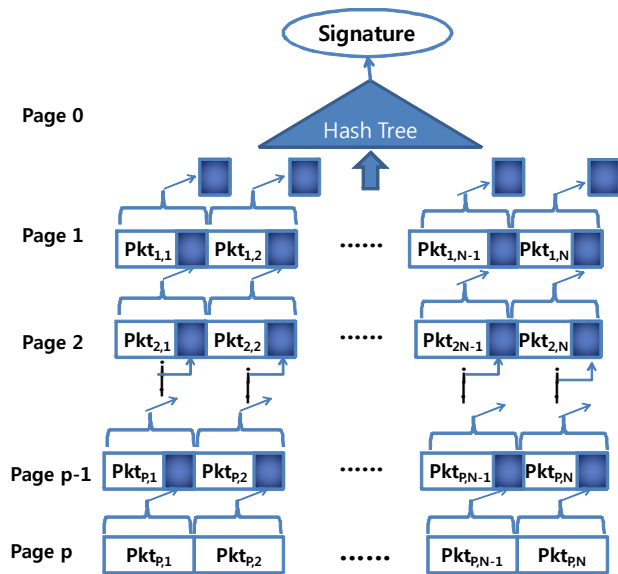 Signature
Page 0
Hash Tree
Page 1 Pkt1,1 Pkt1,2 ...... Pkt1,N-1 Pkt1,N
Page 2 Pkt2,1 Pkt2,2 ...... Pkt2N-1 Pkt2,N
Page p-1 PktP,1 PktP,2 ...... PktP,N-1 PktP,N
Page p PktP,1 PktP,2 ...... PktP,N-1 PktP,N